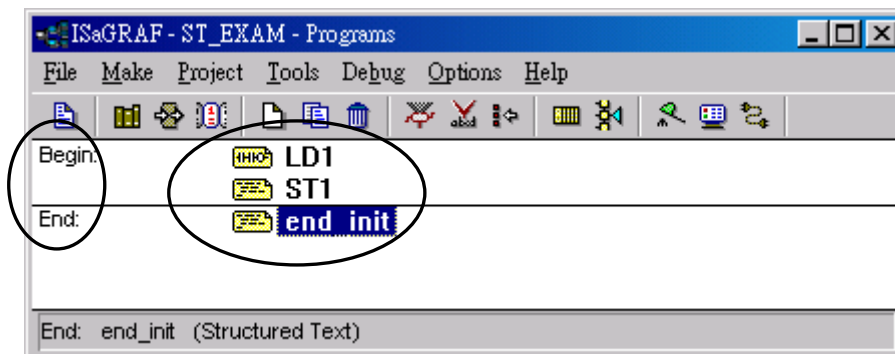 ISaGRAF - ST_EXAM - Programs
File Make Project Tools Debug Options Help
Begin: LD1
ST1
End: end_init
End: end_init (Structured Text)